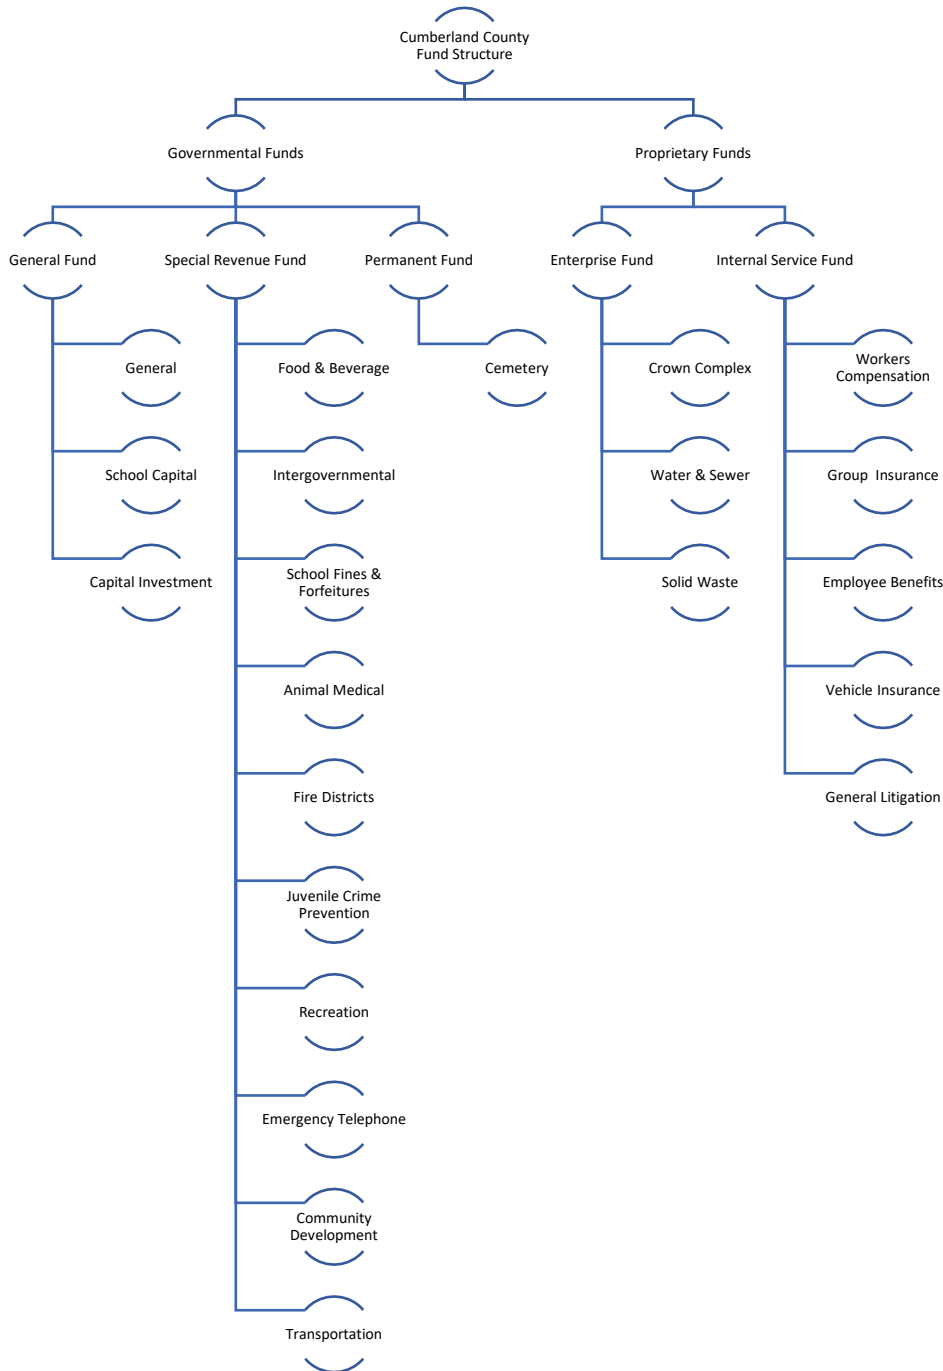 Cumberland County
Fund Structure
Governmental Funds
Proprietary Funds
General Fund
Special Revenue Fund
Permanent Fund
Enterprise Fund
Internal Service Fund
General
School Capital
Capital Investment
Food & Beverage
Intergovernmental
School Fines &
Forfeitures
Animal Medical
Fire Districts
Juvenile Crime
Prevention
Recreation
Emergency Telephone
Community
Development
Transportation
Cemetery
Crown Complex
Water & Sewer
Solid Waste
Workers
Compensation
Group  Insurance
Employee Benefits
Vehicle Insurance
General Litigation